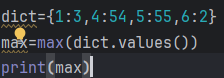 dict={1:3,4:54,5:55,6:2}
max=max(dict.values())
print(max)